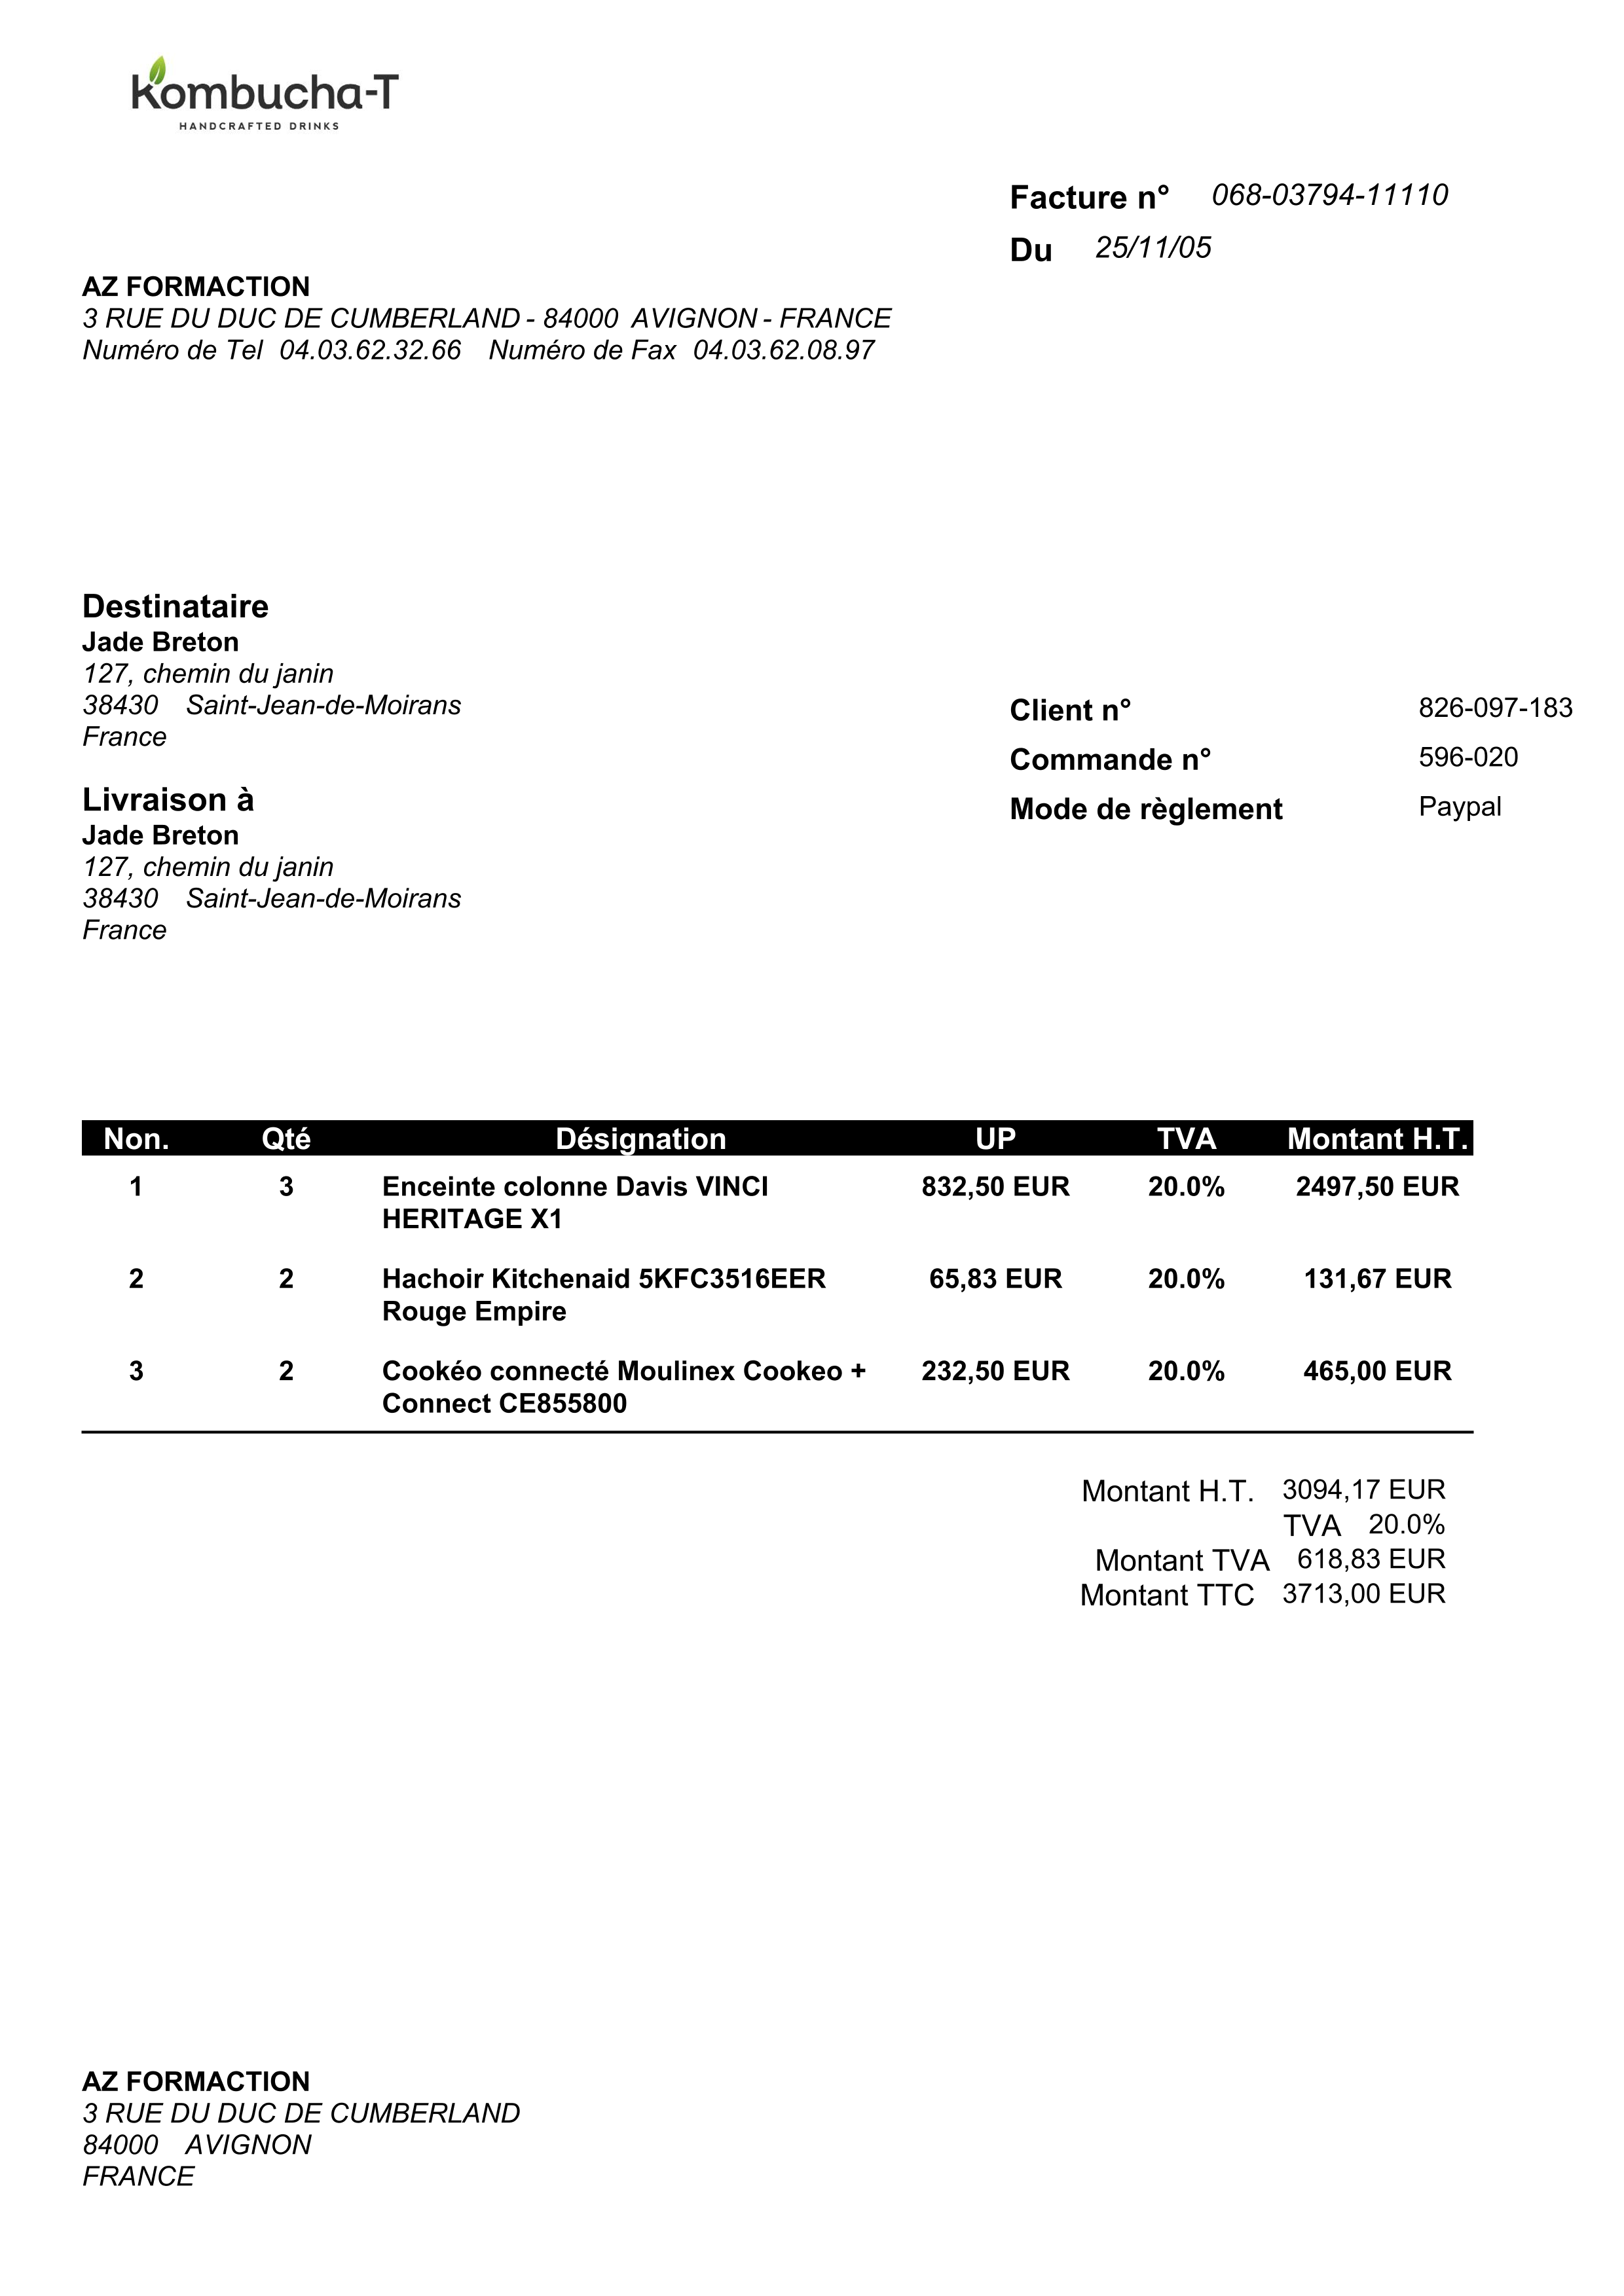 Kombucha-T
HANDCRAFTED DRINKS
Facture n° 068-03794-11110
Du 25/11/05
AZ FORMACTION
3 RUE DU DUC DE CUMBERLAND - 84000 AVIGNON - FRANCE
Numéro de Tel 04.03.62.32.66 Numéro de Fax 04.03.62.08.97
Destinataire
Jade Breton
127, chemin du janin
38430 Saint-Jean-de-Moirans
France
Client n° 826-097-183
Commande n° 596-020
Mode de règlement Paypal
Livraison à
Jade Breton
127, chemin du janin
38430 Saint-Jean-de-Moirans
France
Non. Qté Désignation UP TVA Montant H.T.
1 3 Enceinte colonne Davis VINCI 832,50 EUR 20.0% 2497,50 EUR
HERITAGE X1
2 2 Hachoir Kitchenaid 5KFC3516EER 65,83 EUR 20.0% 131,67 EUR
Rouge Empire
3 2 Cookéo connecté Moulinex Cookeo + 232,50 EUR 20.0% 465,00 EUR
Connect CE855800
Montant H.T. 3094,17 EUR
TVA 20.0%
Montant TVA 618,83 EUR
Montant TTC 3713,00 EUR
AZ FORMACTION
3 RUE DU DUC DE CUMBERLAND
84000 AVIGNON
FRANCE